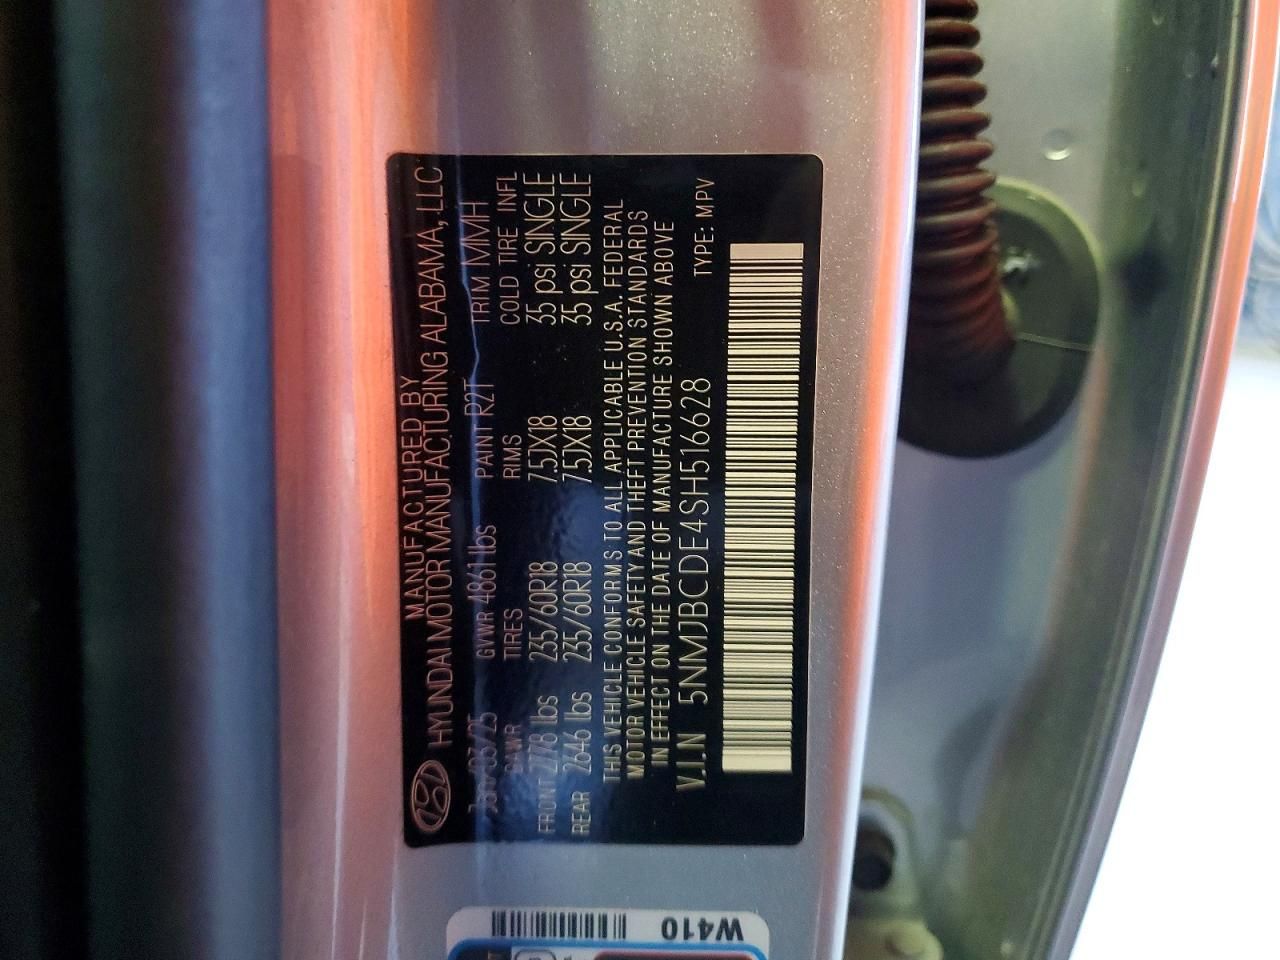 MANUFACTURED BY
HYUNDAI MOTOR MANUFACTURING ALABAMA, LLC
03/25 GVWR 4861 lbs PAINT R2T TRIM MMH
GAWR TIRES RIMS COLD TIRE INFL
FRONT 2778 lbs 235/60R18 7.5JX18 35 psi SINGLE
REAR 2646 lbs 235/60R18 7.5JX18 35 psi SINGLE
THIS VEHICLE CONFORMS TO ALL APPLICABLE U.S.A. FEDERAL
MOTOR VEHICLE SAFETY AND THEFT PREVENTION STANDARDS
IN EFFECT ON THE DATE OF MANUFACTURE SHOWN ABOVE
V.I.N 5NMJBCDE4SH516628 TYPE: MPV
W410